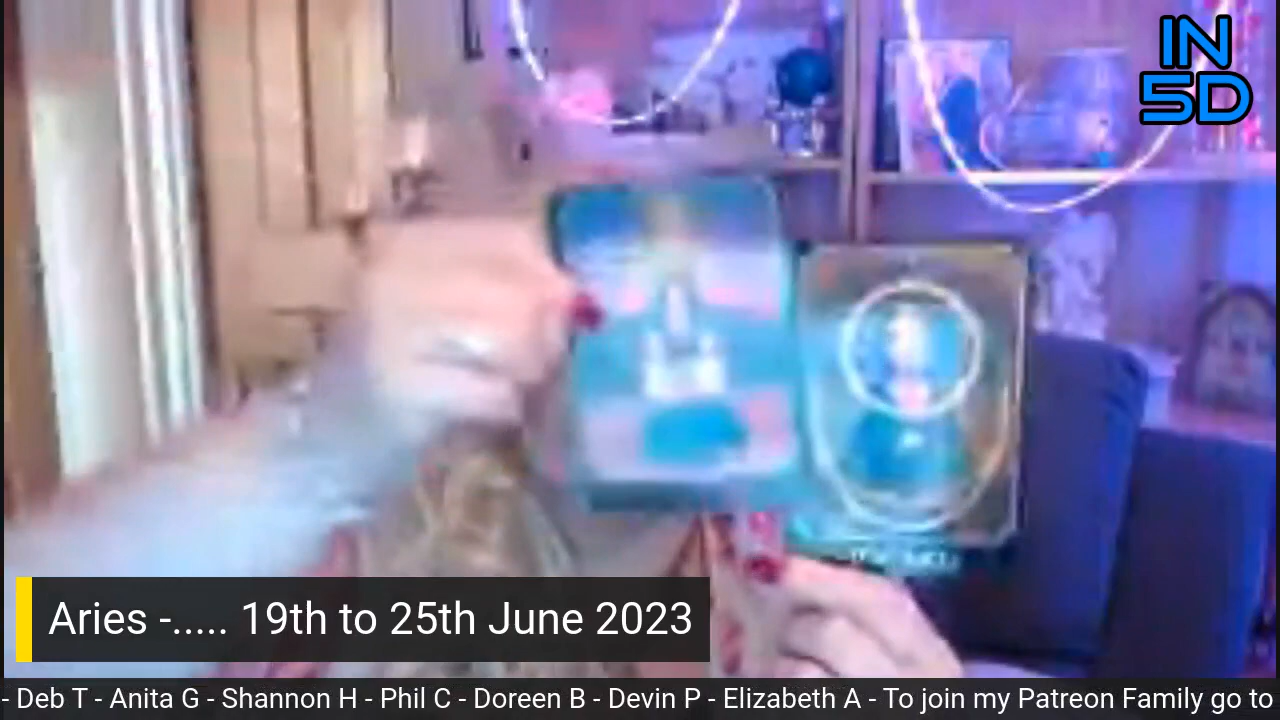 IN
5D
Aries -..... 19th to 25th June 2023
- Deb T - Anita G - Shannon H - Phil C - Doreen B - Devin P - Elizabeth A - To join my Patreon Family go to